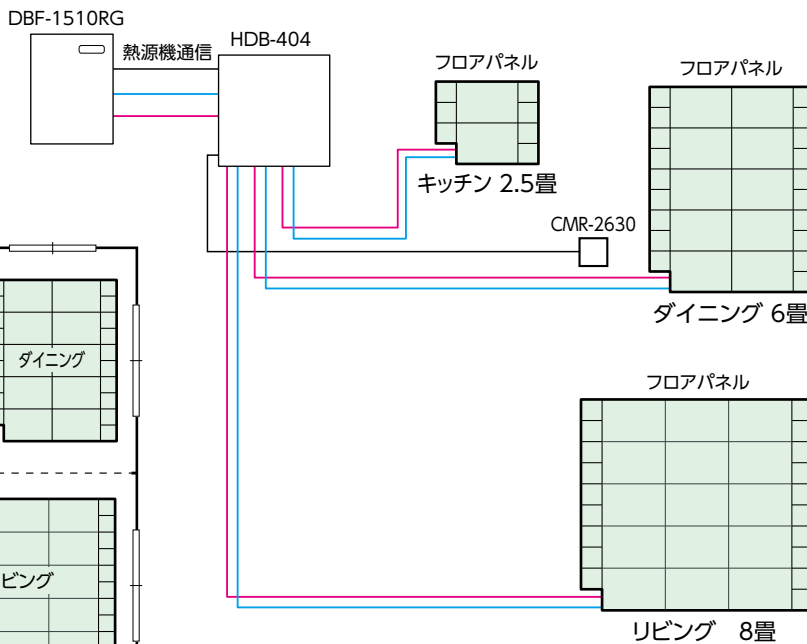 DBF-1510RG
熱源機通信
HDB-404
フロアパネル
フロアパネル
キッチン 2.5畳
CMR-2630
ダイニング 6畳
ダイニング
フロアパネル
ビング
リビング 8畳